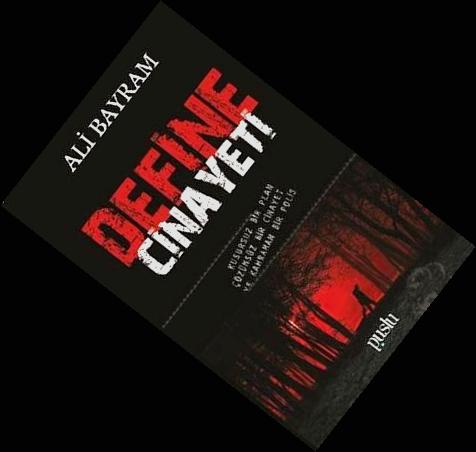 ALİ BAYRAM
DEFİNE
CİNAYETİ
KUSURSUZ BİR PLAN
ÇÖZÜMSÜZ BİR CİNAYET
VE KAHRAMAN BİR POLİS
puslu